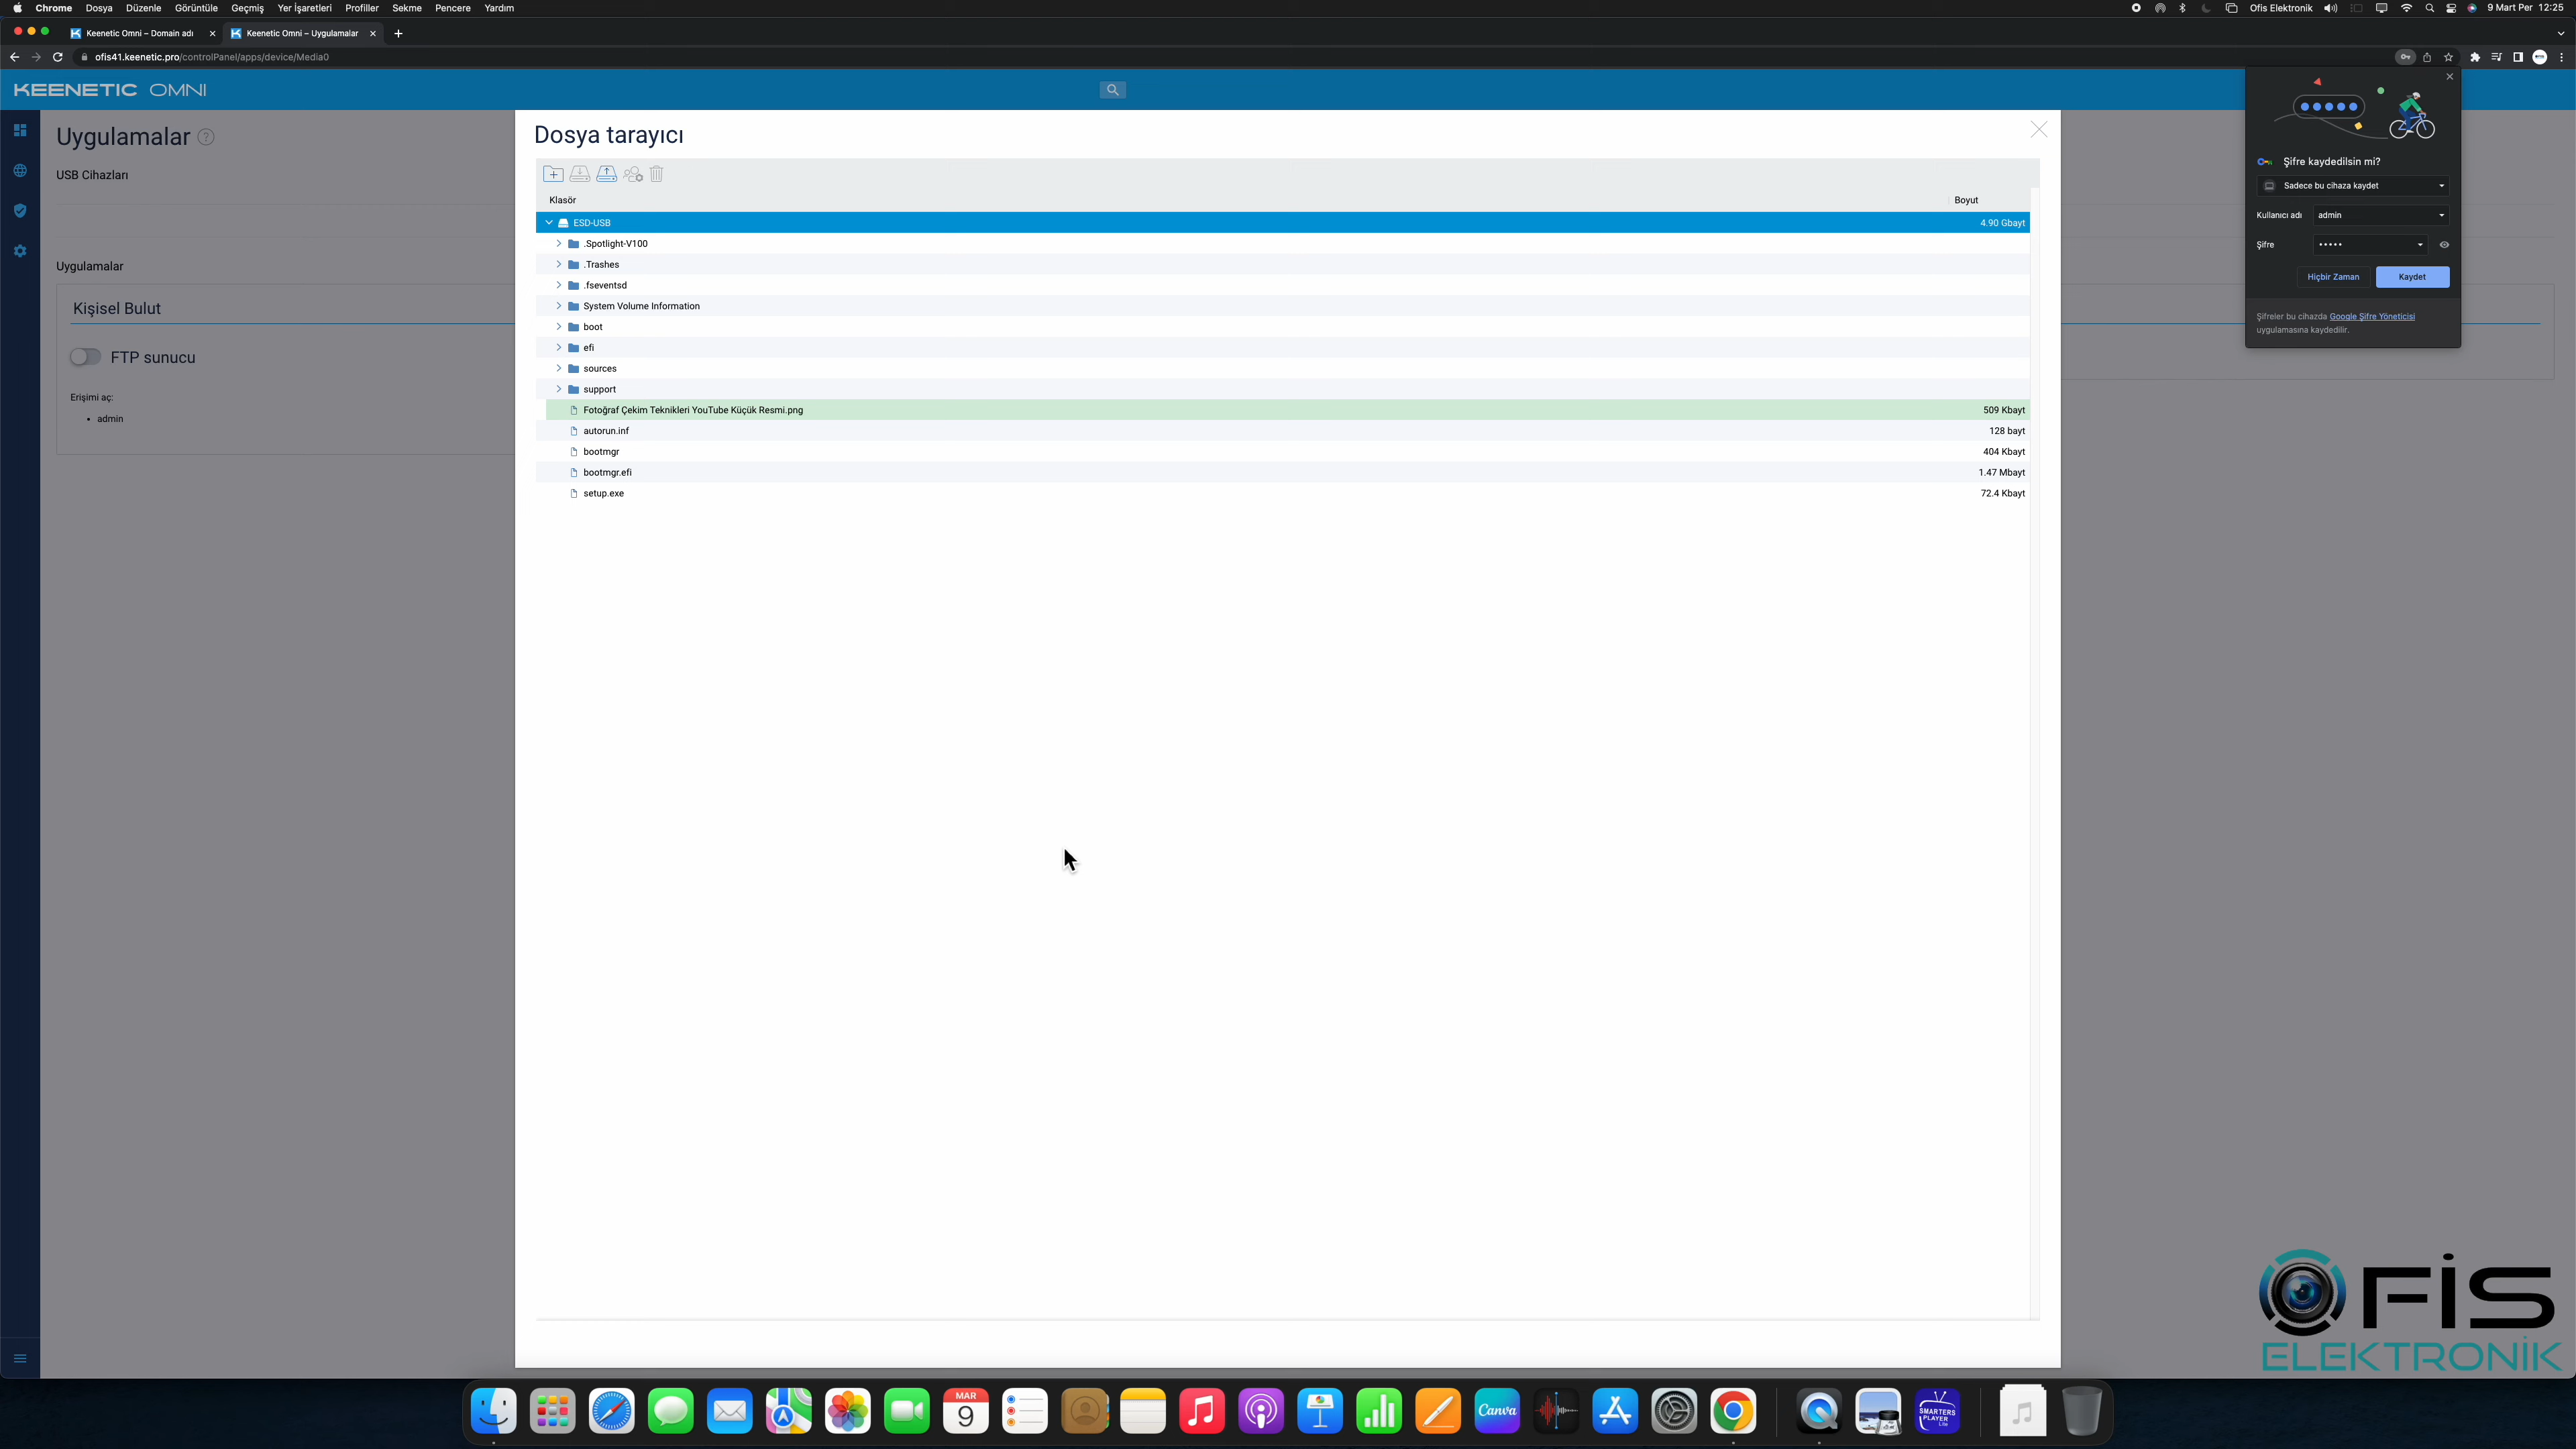 Chrome Dosya Düzenle Görüntüle Geçmiş Yer İşaretleri Profiller Sekme Pencere Yardım Ofis Elektronik 9 Mart Per 12:25
Keenetic Omni – Domain adı Keenetic Omni – Uygulamalar
ofis41.keenetic.pro/controlPanel/apps/device/Media0
KEENETIC OMNI
Uygulamalar ?
USB Cihazları
Uygulamalar
Kişisel Bulut
FTP sunucu
Erişimi aç:
• admin
Dosya tarayıcı
Klasör Boyut
ESD-USB 4.90 Gbayt
.Spotlight-V100
.Trashes
.fseventsd
System Volume Information
boot
efi
sources
support
Fotoğraf Çekim Teknikleri YouTube Küçük Resmi.png 509 Kbayt
autorun.inf 128 bayt
bootmgr 404 Kbayt
bootmgr.efi 1.47 Mbayt
setup.exe 72.4 Kbayt
Şifre kaydedilsin mi?
Sadece bu cihaza kaydet
Kullanıcı adı admin
Şifre •••••
Hiçbir Zaman Kaydet
Şifreler bu cihazda Google Şifre Yöneticisi
uygulamasına kaydedilir.
OFİS
ELEKTRONİK
MAR
9
Canva
SMARTERS
PLAYER
Lite